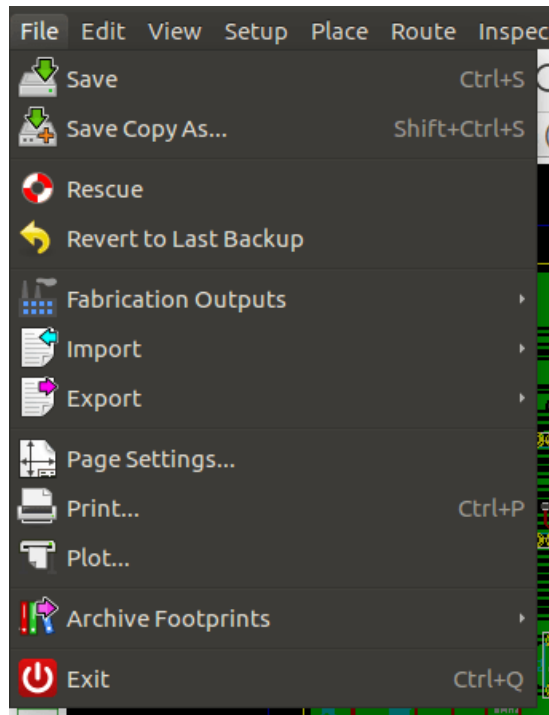 File Edit View Setup Place Route Inspec
Save Ctrl+S
Save Copy As... Shift+Ctrl+S
Rescue
Revert to Last Backup
Fabrication Outputs
Import
Export
Page Settings...
Print... Ctrl+P
Plot...
Archive Footprints
Exit Ctrl+Q